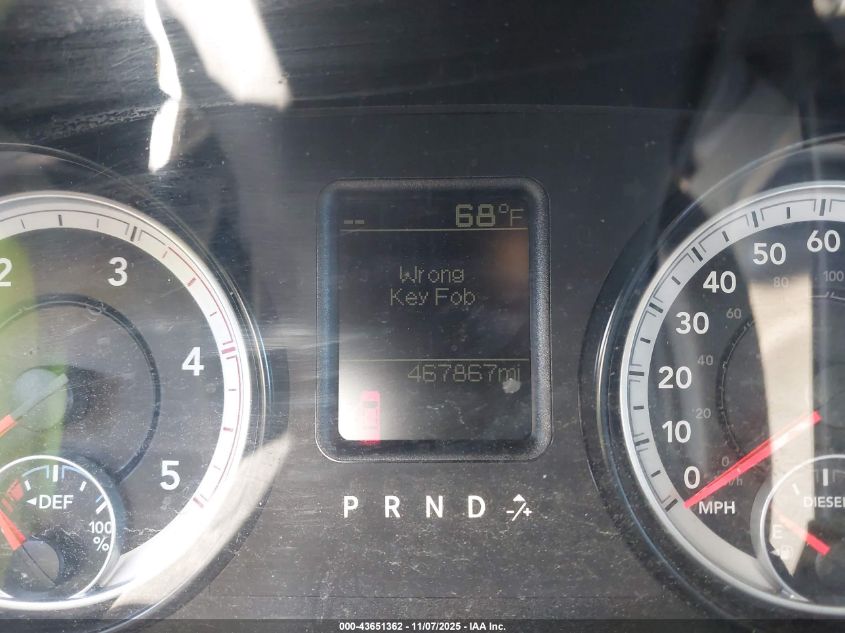 -- 68°F
Wrong
Key Fob
467867mi
P R N D -/+
2 3 4 5
DEF
100
%
0 10 20 30 40 50 60
0 20 40 60 80 100
MPH
DIESEL
E
000-43651362 | 11/07/2025 - IAA Inc.